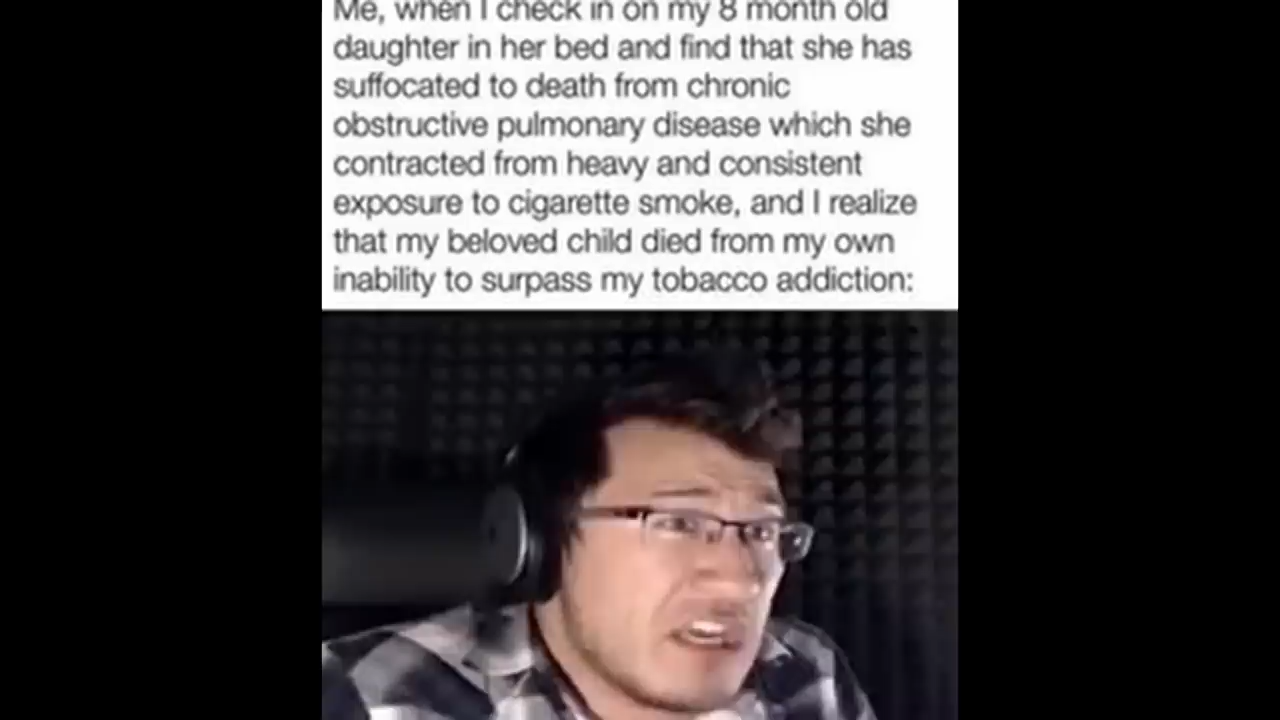 Me, when I check in on my 8 month old
daughter in her bed and find that she has
suffocated to death from chronic
obstructive pulmonary disease which she
contracted from heavy and consistent
exposure to cigarette smoke, and I realize
that my beloved child died from my own
inability to surpass my tobacco addiction: